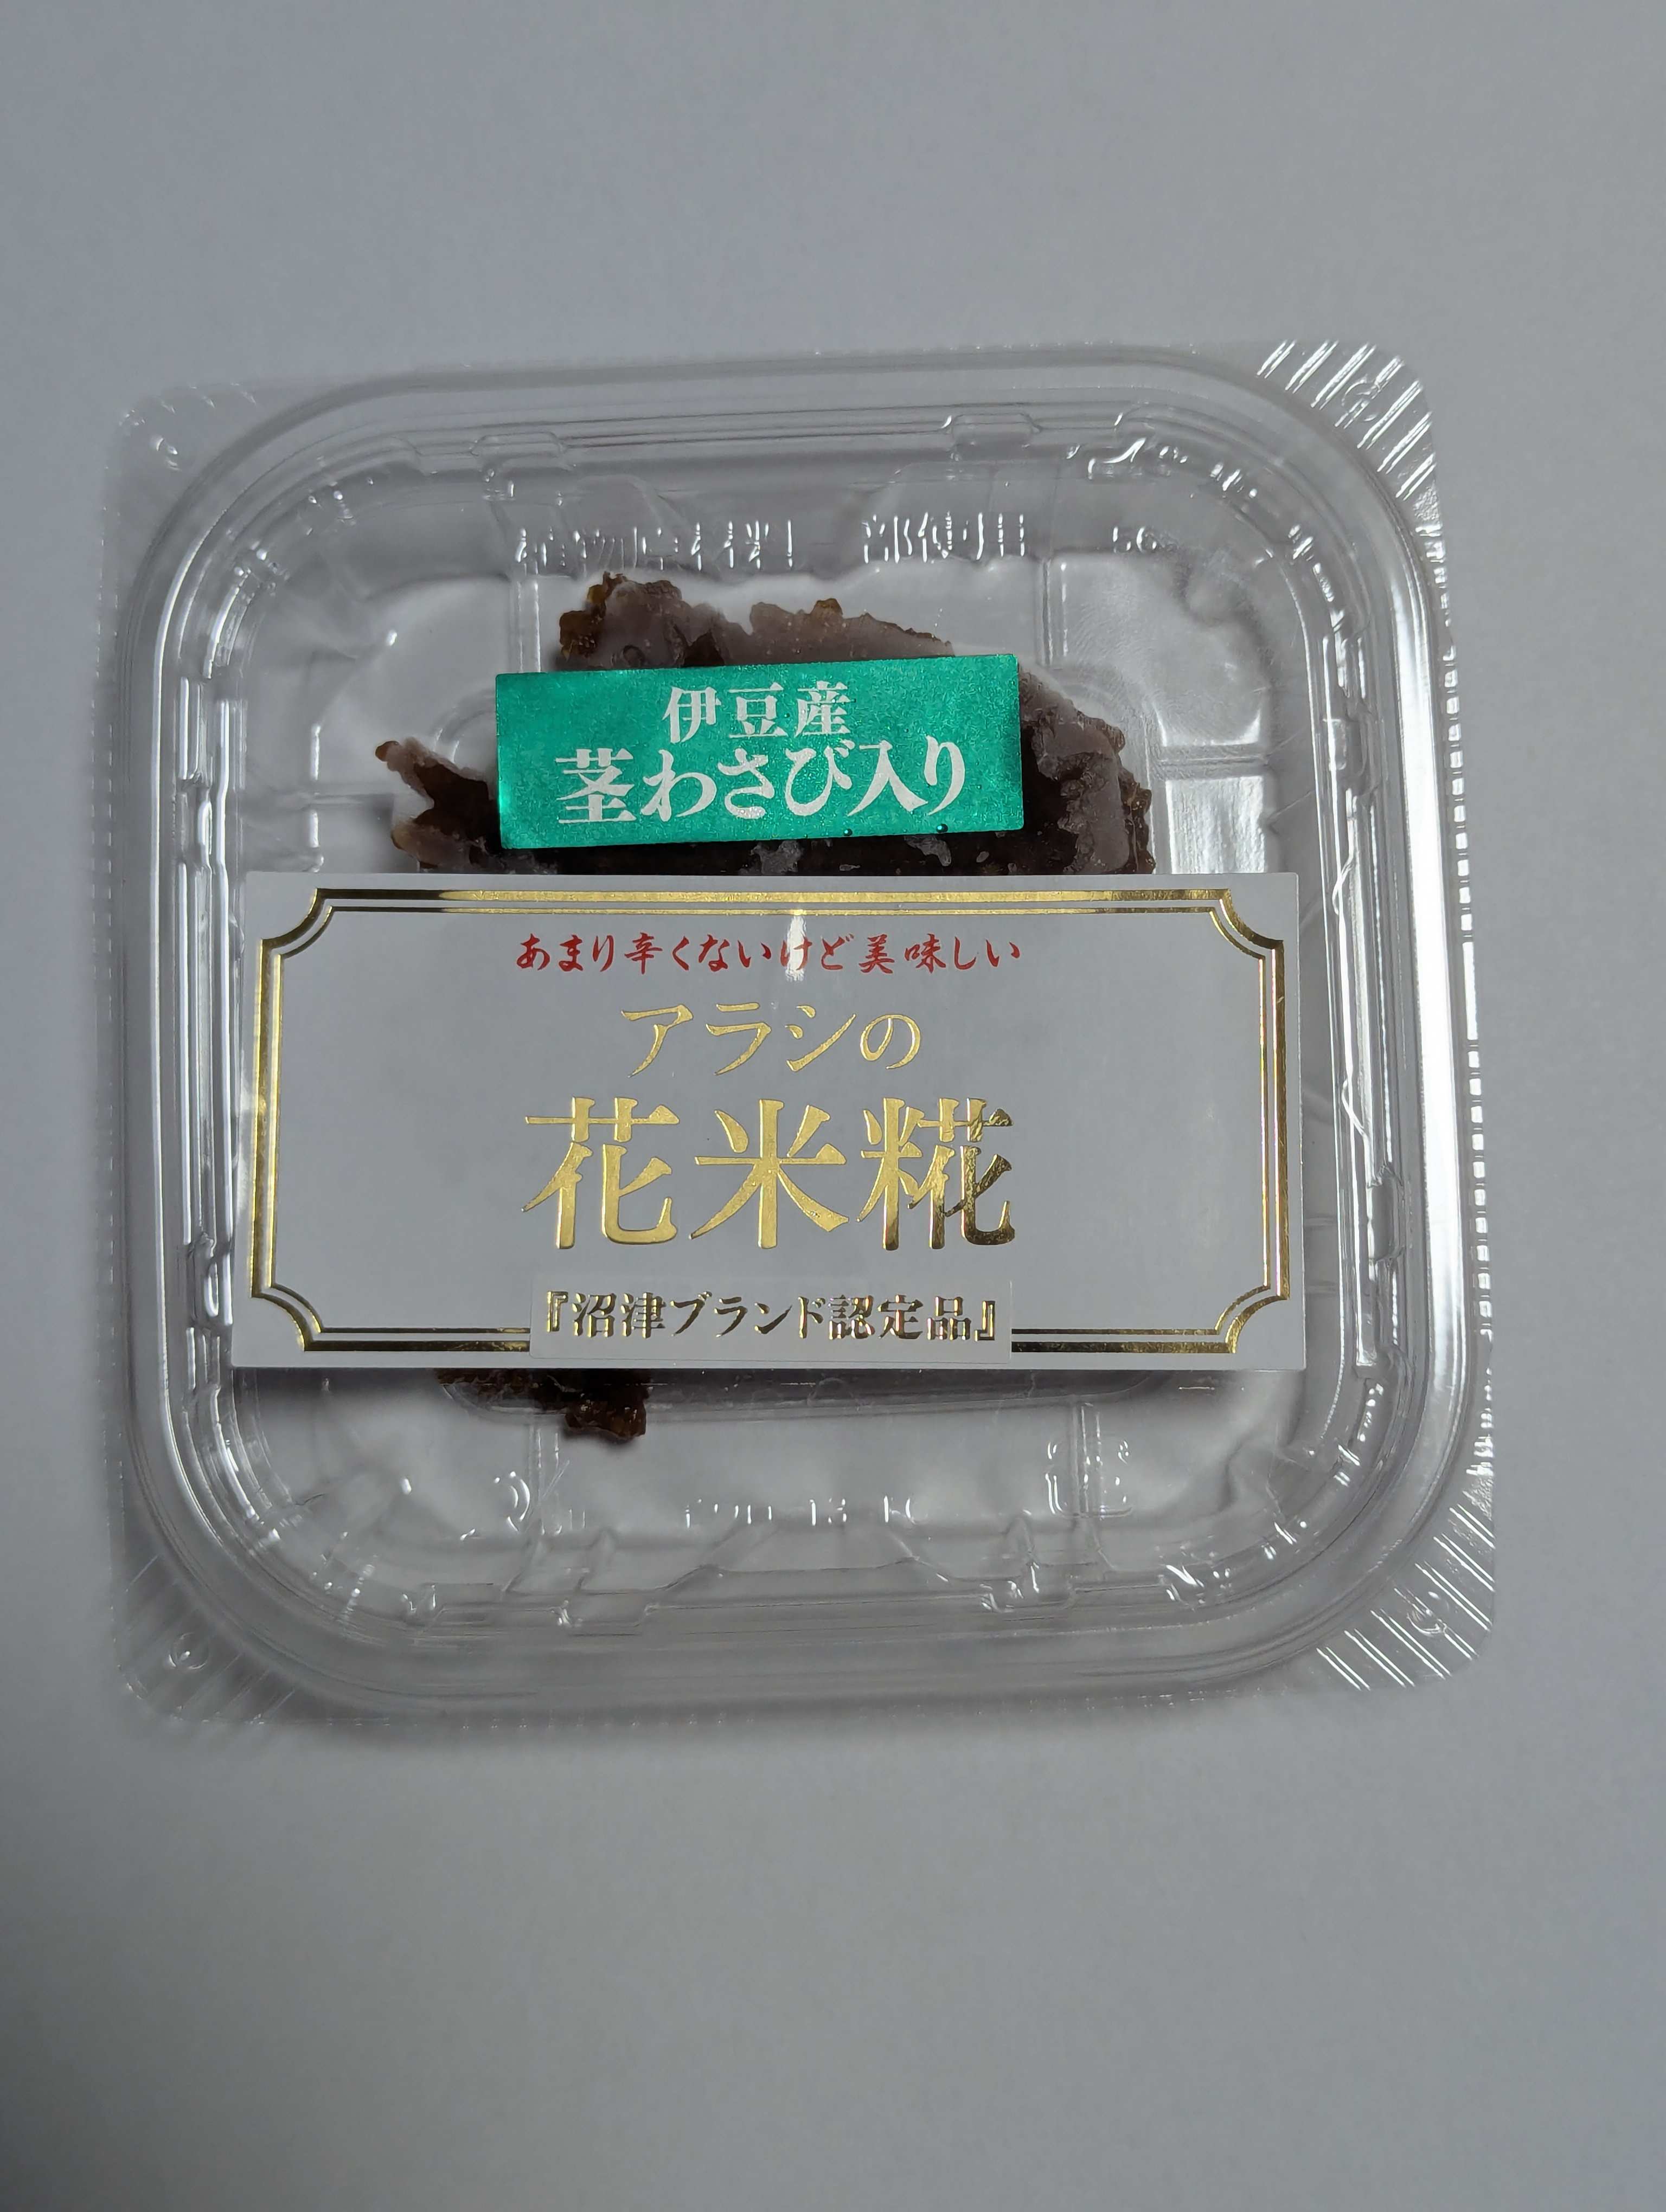 伊豆産
茎わさび入り
あまり辛くないけど美味しい
アラシの
花米糀
『沼津ブランド認定品』